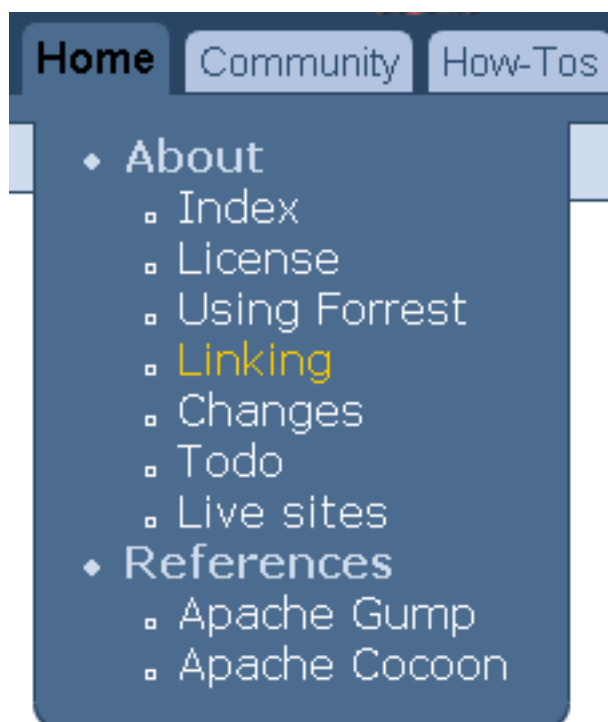 Home Community How-Tos
About
Index
License
Using Forrest
Linking
Changes
Todo
Live sites
References
Apache Gump
Apache Cocoon